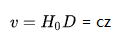 v = H₀D = cz